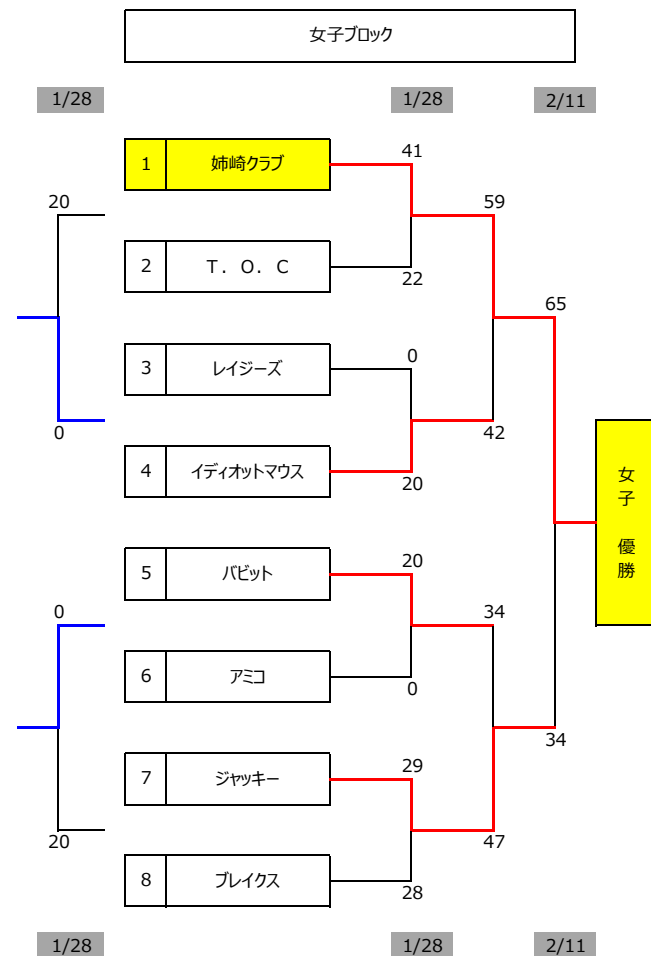 女子ブロック
1/28 1/28 2/11
1 姉崎クラブ 41
20 59
2 T. O. C 22
65
3 レイジーズ 0
0 42
4 イディオットマウス 20
女子 優勝
5 バビット 20
0 34
6 アミコ 0
34
7 ジャッキー 29
20 47
8 ブレイクス 28
1/28 1/28 2/11